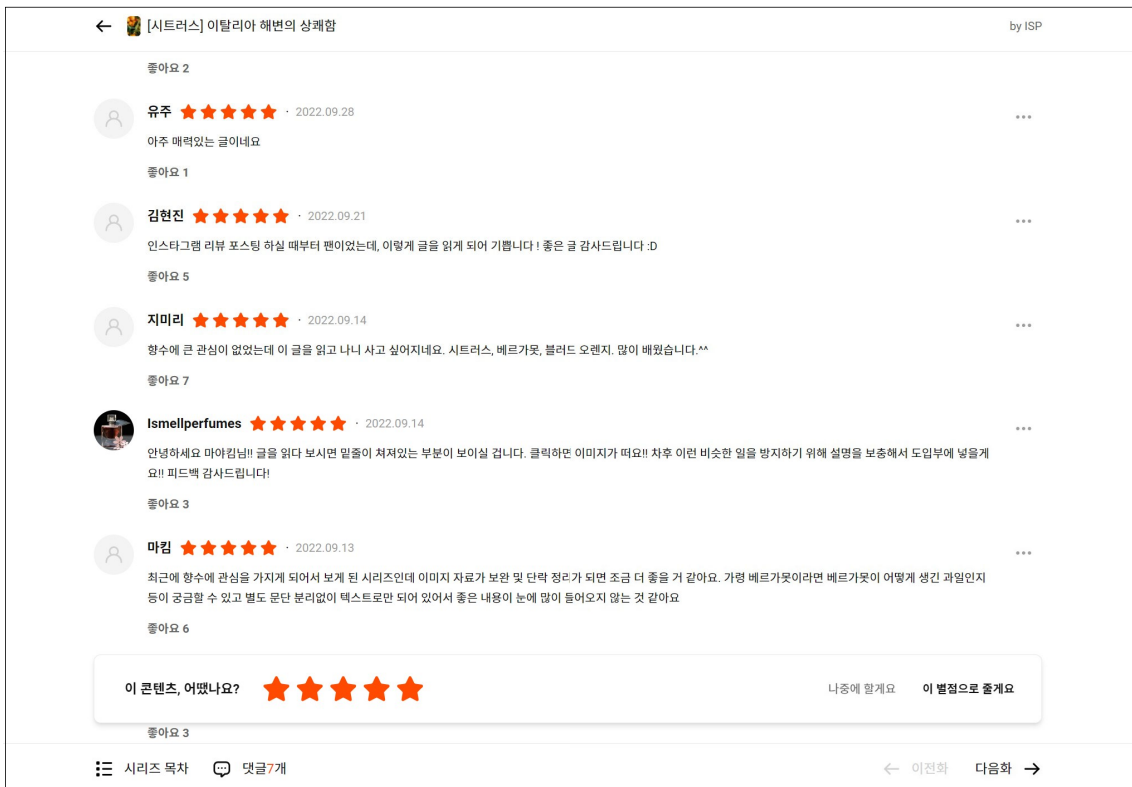 ← [시트러스] 이탈리아 해변의 상쾌함
by ISP
좋아요 2
유주 ★★★★★ · 2022.09.28
아주 매력있는 글이네요
좋아요 1
김현진 ★★★★★ · 2022.09.21
인스타그램 리뷰 포스팅 하실 때부터 팬이었는데, 이렇게 글을 읽게 되어 기쁩니다 ! 좋은 글 감사드립니다 :D
좋아요 5
지미리 ★★★★★ · 2022.09.14
향수에 큰 관심이 없었는데 이 글을 읽고 나니 사고 싶어지네요. 시트러스, 베르가못, 블러드 오렌지. 많이 배웠습니다.^^
좋아요 7
Ismellperfumes ★★★★★ · 2022.09.14
안녕하세요 마야킴님!! 글을 읽다 보시면 밑줄이 쳐져있는 부분이 보이실 겁니다. 클릭하면 이미지가 떠요!! 차후 이런 비슷한 일을 방지하기 위해 설명을 보충해서 도입부에 넣을게
요!! 피드백 감사드립니다!
좋아요 3
마킴 ★★★★★ · 2022.09.13
최근에 향수에 관심을 가지게 되어서 보게 된 시리즈인데 이미지 자료가 보완 및 단락 정리가 되면 조금 더 좋을 거 같아요. 가령 베르가못이라면 베르가못이 어떻게 생긴 과일인지
등이 궁금할 수 있고 별도 문단 분리없이 텍스트로만 되어 있어서 좋은 내용이 눈에 많이 들어오지 않는 것 같아요
좋아요 6
이 콘텐츠, 어땠나요? ★★★★★ 나중에 할게요 이 별점으로 줄게요
좋아요 3
시리즈 목차 댓글7개 ← 이전화 다음화 →